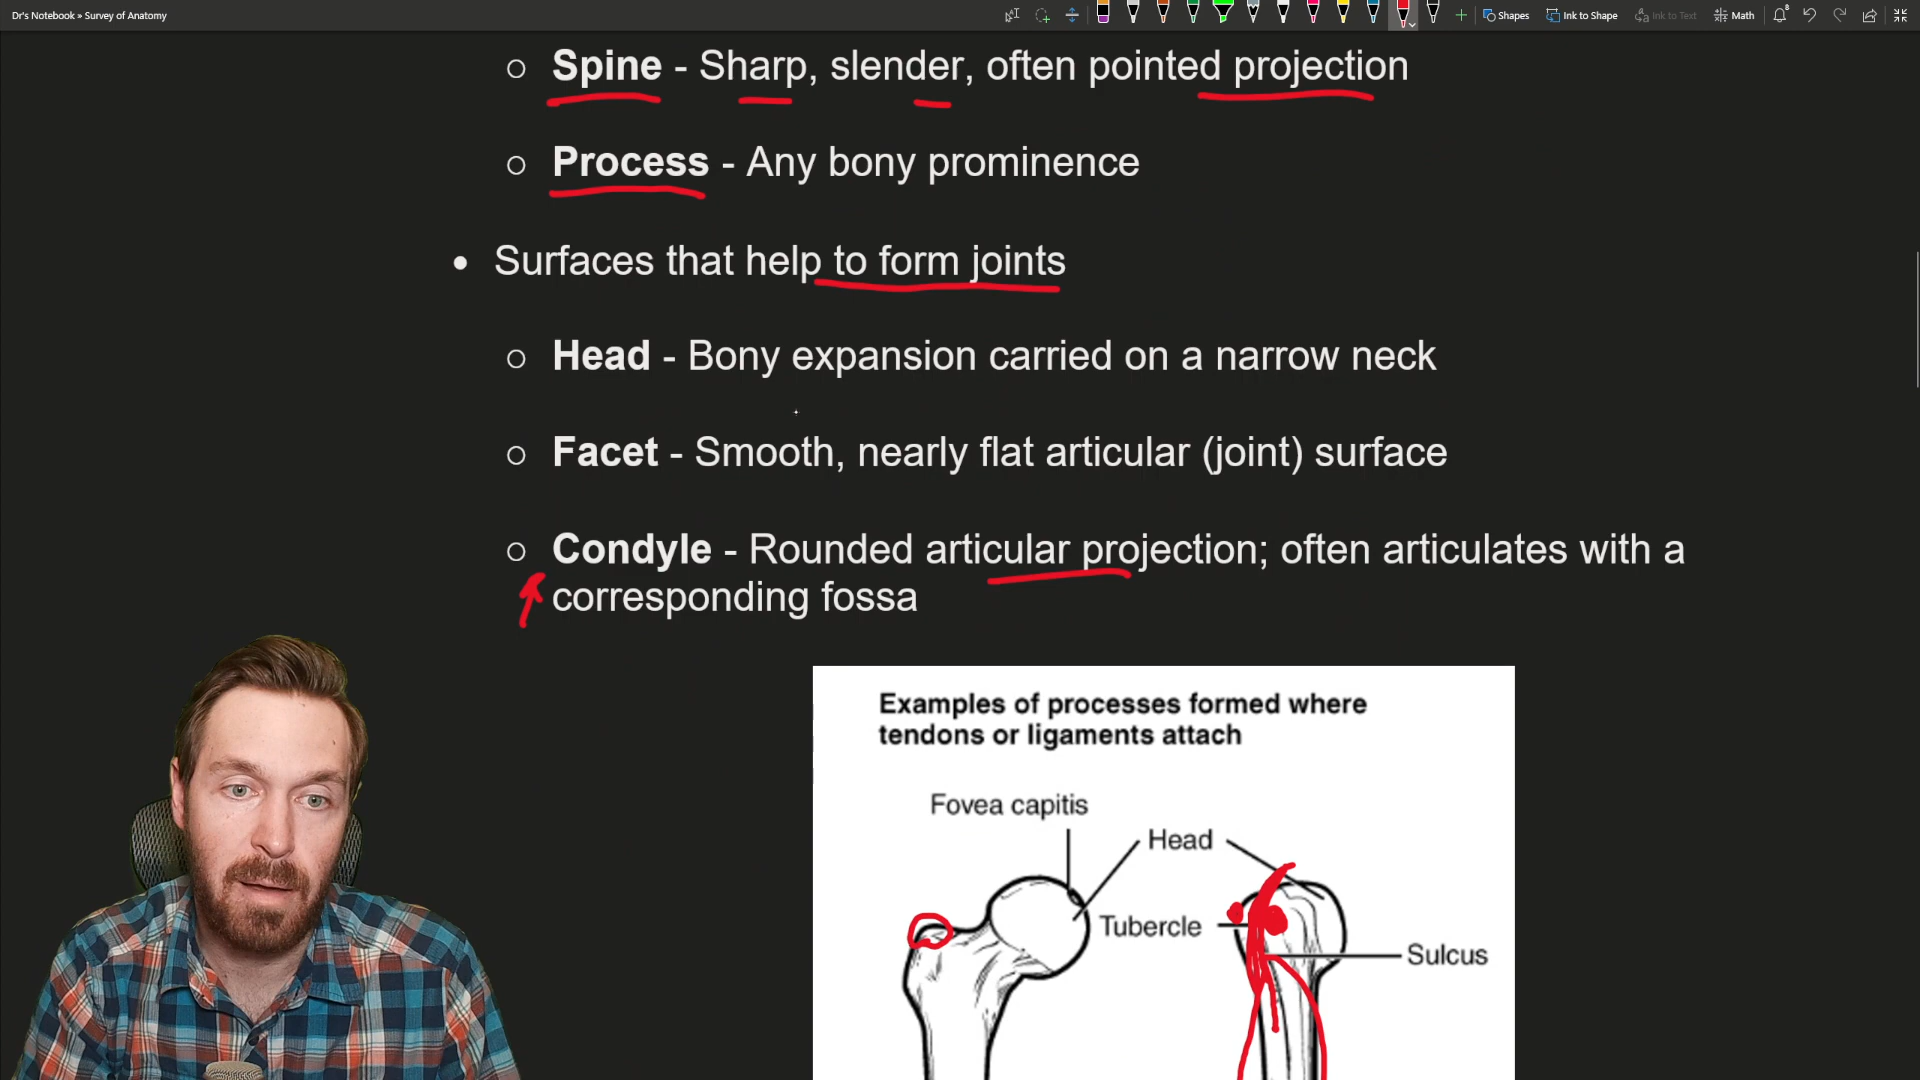 Dr's Notebook » Survey of Anatomy
Shapes
Ink to Shape
Ink to Text
Math
8
Spine - Sharp, slender, often pointed projection
Process - Any bony prominence
Surfaces that help to form joints
Head - Bony expansion carried on a narrow neck
Facet - Smooth, nearly flat articular (joint) surface
Condyle - Rounded articular projection; often articulates with a
corresponding fossa
Examples of processes formed where
tendons or ligaments attach
Fovea capitis
Head
Tubercle
Sulcus